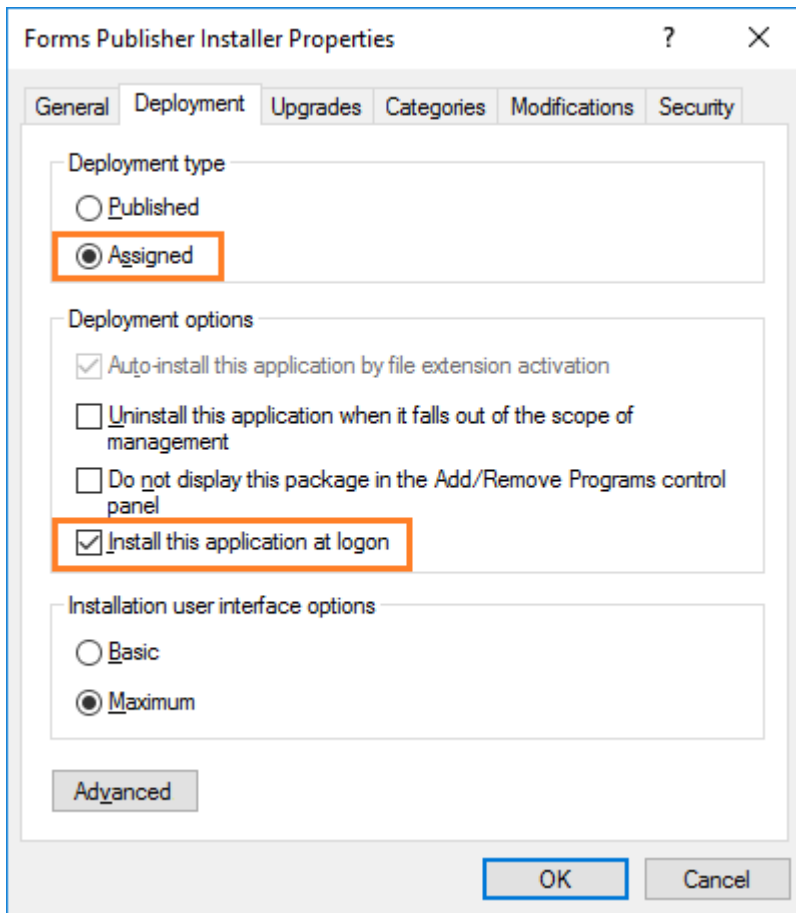 Forms Publisher Installer Properties
?
General Deployment Upgrades Categories Modifications Security
Deployment type
Published
Assigned
Deployment options
Auto-install this application by file extension activation
Uninstall this application when it falls out of the scope of
management
Do not display this package in the Add/Remove Programs control
panel
Install this application at logon
Installation user interface options
Basic
Maximum
Advanced
OK Cancel